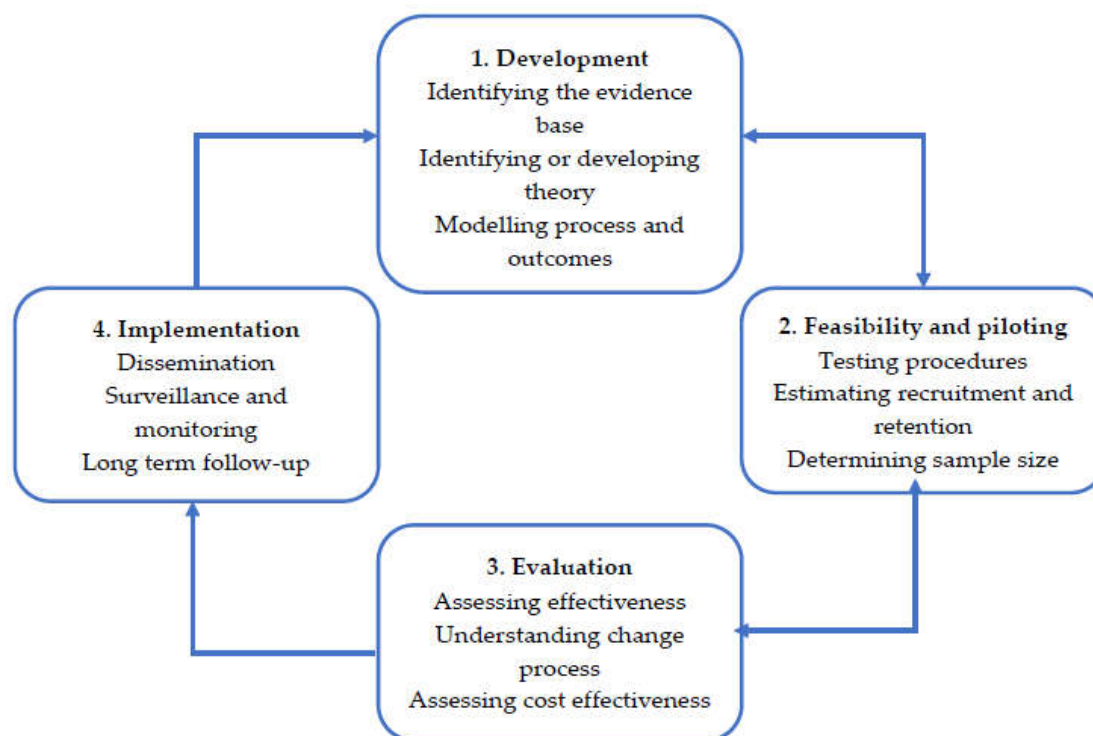 1. Development
Identifying the evidence
base
Identifying or developing
theory
Modelling process and
outcomes
2. Feasibility and piloting
Testing procedures
Estimating recruitment and
retention
Determining sample size
3. Evaluation
Assessing effectiveness
Understanding change
process
Assessing cost effectiveness
4. Implementation
Dissemination
Surveillance and
monitoring
Long term follow-up